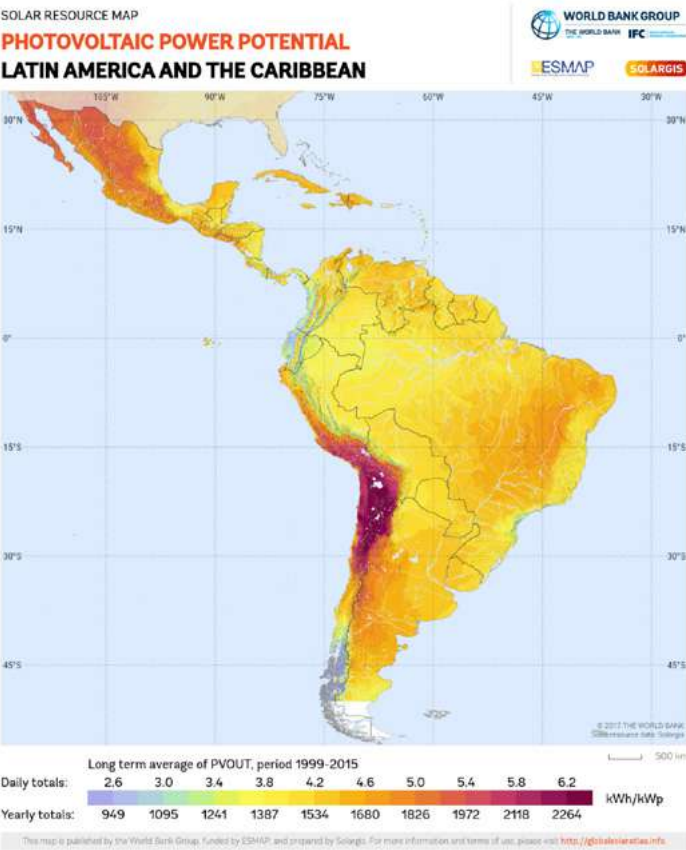 SOLAR RESOURCE MAP
PHOTOVOLTAIC POWER POTENTIAL
LATIN AMERICA AND THE CARIBBEAN
WORLD BANK GROUP
THE WORLD BANK IFC
ESMAP SOLARGIS
105°W 90°W 75°W 60°W 45°W 30°W
30°N 30°N
15°N 15°N
0° 0°
15°S 15°S
30°S 30°S
45°S 45°S
© 2017 THE WORLD BANK
Solar resource data: Solargis
500 km
Long term average of PVOUT, period 1999-2015
Daily totals: 2.6 3.0 3.4 3.8 4.2 4.6 5.0 5.4 5.8 6.2
kWh/kWp
Yearly totals: 949 1095 1241 1387 1534 1680 1826 1972 2118 2264
This map is published by the World Bank Group, funded by ESMAP, and prepared by Solargis. For more information and terms of use, please visit http://globalsolaratlas.info.